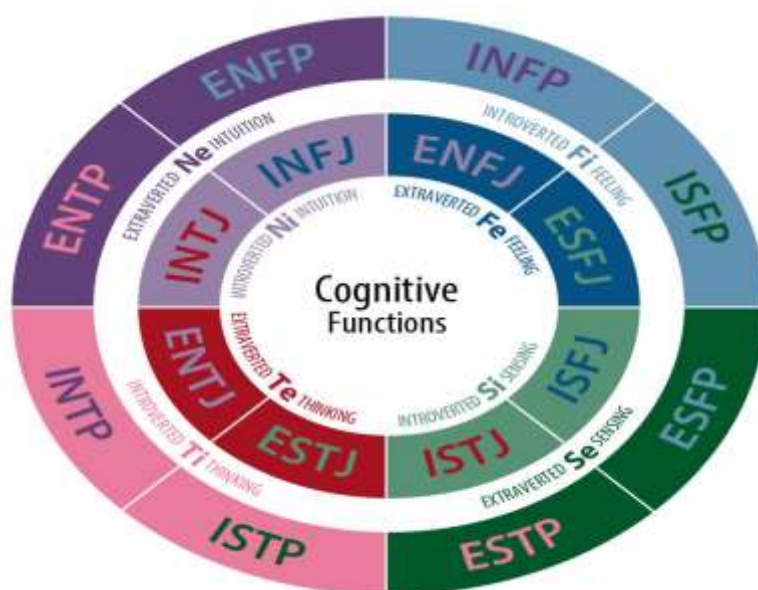 ENFP
INFP
ENTP
ISFP
EXTRAVERTED Ne INTUITION
INTROVERTED Fi FEELING
INFJ
ENFJ
INTJ
ESFJ
INTROVERTED Ni INTUITION
EXTRAVERTED Fe FEELING
Cognitive
Functions
EXTRAVERTED Te THINKING
INTROVERTED Si SENSING
ENTJ
ISFJ
ESTJ
ISTJ
INTROVERTED Ti THINKING
EXTRAVERTED Se SENSING
INTP
ESFP
ISTP
ESTP